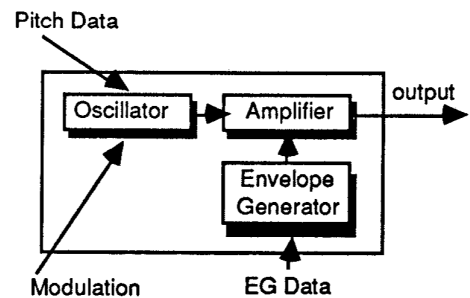 Pitch Data
Oscillator
Amplifier
output
Envelope
Generator
Modulation
EG Data